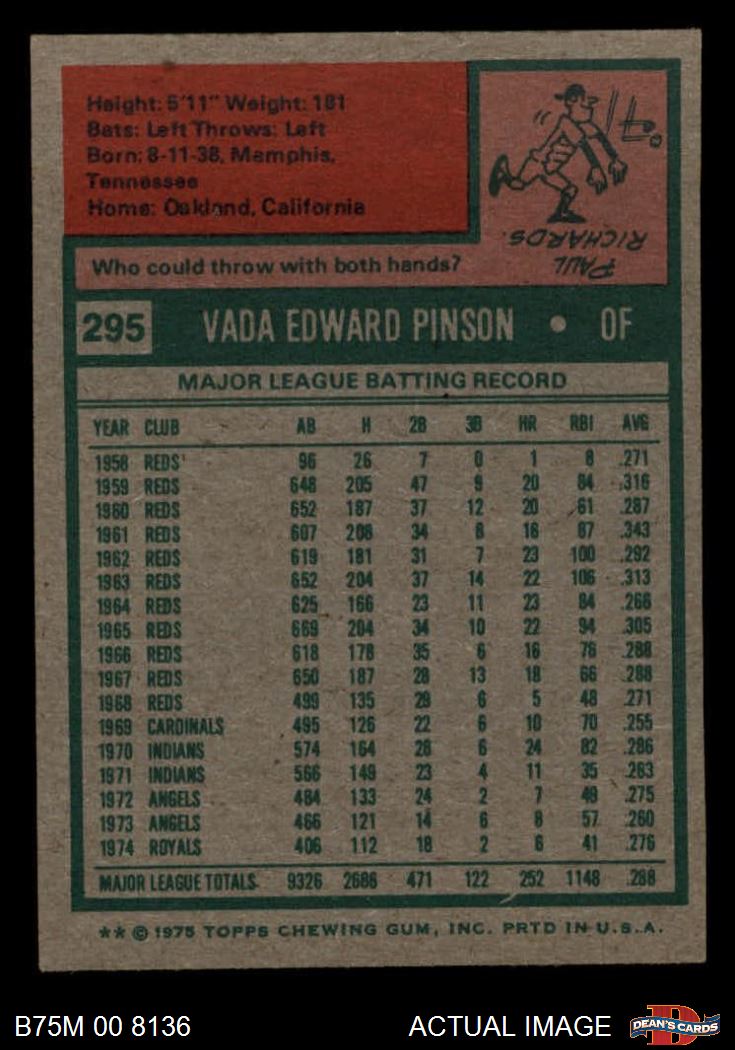 Height: 5'11" Weight: 181
Bats: Left Throws: Left
Born: 8-11-38, Memphis,
Tennessee
Home: Oakland, California
Who could throw with both hands?
PAUL
RICHARDS.
295 VADA EDWARD PINSON • OF
MAJOR LEAGUE BATTING RECORD
YEAR CLUB AB H 2B 3B HR RBI AVG
1958 REDS 96 26 7 0 1 8 .271
1959 REDS 648 205 47 9 20 84 .316
1960 REDS 652 187 37 12 20 61 .287
1961 REDS 607 208 34 8 16 87 .343
1962 REDS 619 181 31 7 23 100 .292
1963 REDS 652 204 37 14 22 106 .313
1964 REDS 625 166 23 11 23 84 .266
1965 REDS 669 204 34 10 22 94 .305
1966 REDS 618 178 35 6 16 76 .288
1967 REDS 650 187 28 13 18 66 .288
1968 REDS 499 135 29 6 5 48 .271
1969 CARDINALS 495 126 22 6 10 70 .255
1970 INDIANS 574 164 28 6 24 82 .286
1971 INDIANS 566 149 23 4 11 35 .263
1972 ANGELS 484 133 24 2 7 49 .275
1973 ANGELS 466 121 14 6 8 57 .260
1974 ROYALS 406 112 18 2 6 41 .276
MAJOR LEAGUE TOTALS 9326 2686 471 122 252 1148 .288
** © 1975 TOPPS CHEWING GUM, INC. PRTD IN U.S.A.
B75M 00 8136 ACTUAL IMAGE DEAN'S CARDS